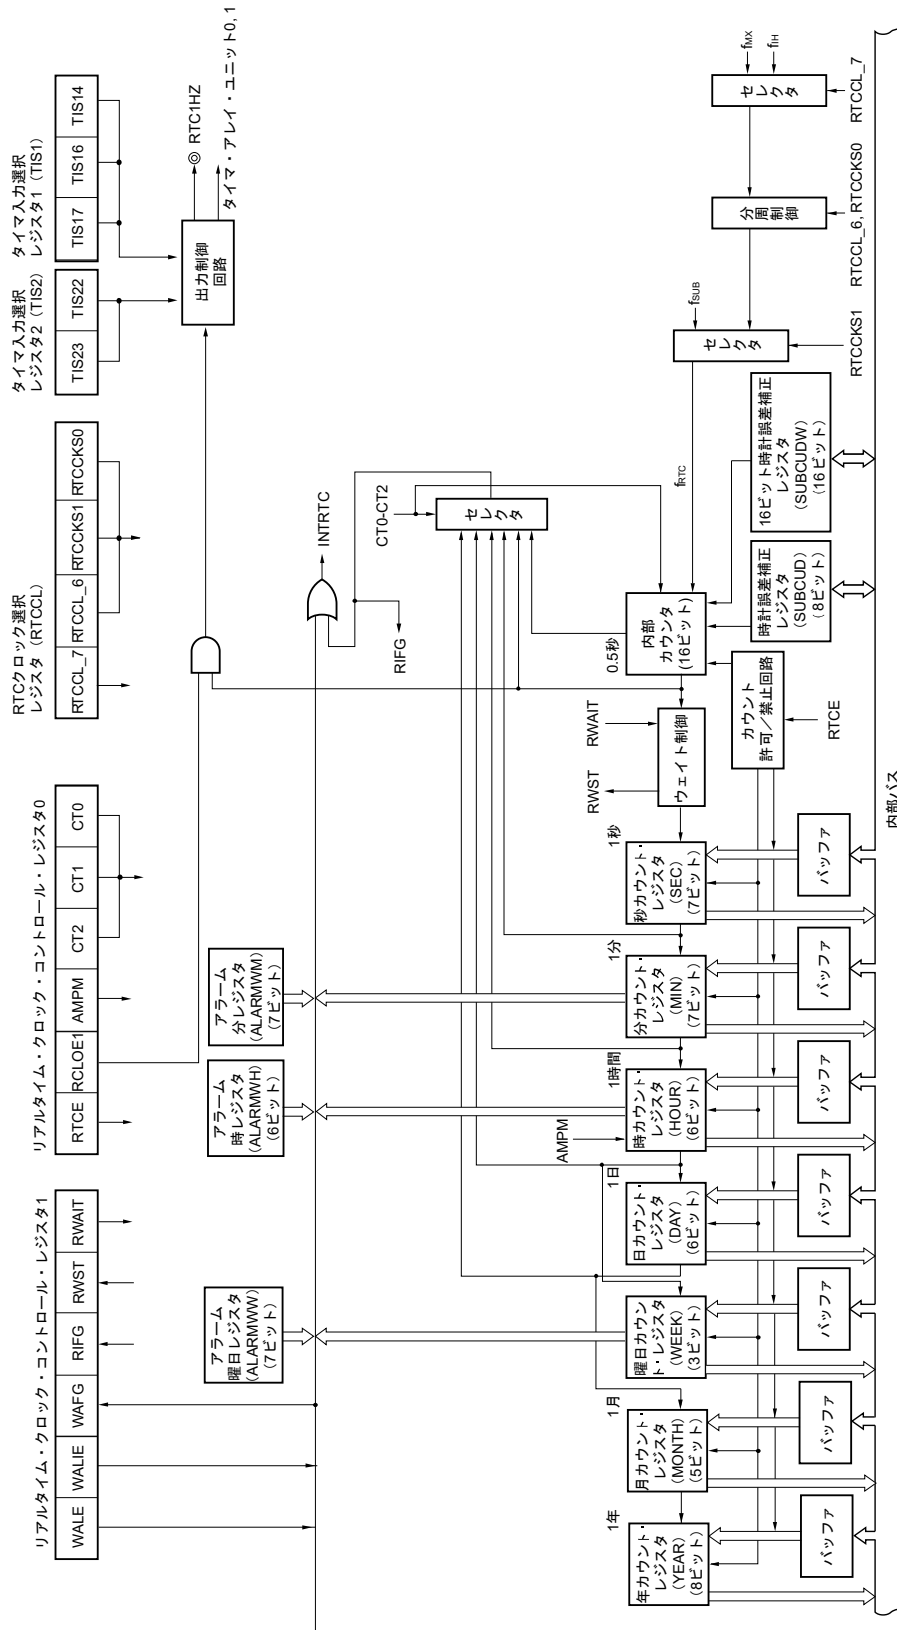 リアルタイム・クロック・コントロール・レジスタ1
WALE
WALIE
WAFG
RIFG
RWST
RWAIT
リアルタイム・クロック・コントロール・レジスタ0
RTCE
RCLOE1
AMPM
CT2
CT1
CT0
RTCクロック選択
レジスタ（RTCCL）
RTCCL_7
RTCCL_6
RTCCKS1
RTCCKS0
タイマ入力選択
レジスタ2（TIS2）
TIS23
TIS22
タイマ入力選択
レジスタ1（TIS1）
TIS17
TIS16
TIS14
出力制御
回路
RTC1HZ
タイマ・アレイ・ユニット0, 1
アラーム
曜日レジスタ
(ALARMWW)
(7ビット)
アラーム
時レジスタ
(ALARMWH)
(6ビット)
アラーム
分レジスタ
(ALARMWM)
(7ビット)
INTRTC
RIFG
CT0-CT2
セレクタ
1年
年カウント・
レジスタ
(YEAR)
(8ビット)
1月
月カウント・
レジスタ
(MONTH)
(5ビット)
曜日カウン
ト・レジスタ
(WEEK)
(3ビット)
1日
日カウント・
レジスタ
(DAY)
(6ビット)
AMPM
1時間
時カウント・
レジスタ
(HOUR)
(6ビット)
1分
分カウント・
レジスタ
(MIN)
(7ビット)
1秒
秒カウント・
レジスタ
(SEC)
(7ビット)
RWST
RWAIT
ウェイト制御
0.5秒
内部
カウンタ
(16ビット)
fRTC
fSUB
セレクタ
RTCCKS1
分周制御
RTCCL_6, RTCCKS0
fMX
fIH
セレクタ
RTCCL_7
カウント
許可／禁止回路
RTCE
時計誤差補正
レジスタ
(SUBCUD)
(8ビット)
16ビット時計誤差補正
レジスタ
(SUBCUDW)
(16ビット)
バッファ
バッファ
バッファ
バッファ
バッファ
バッファ
バッファ
内部バス